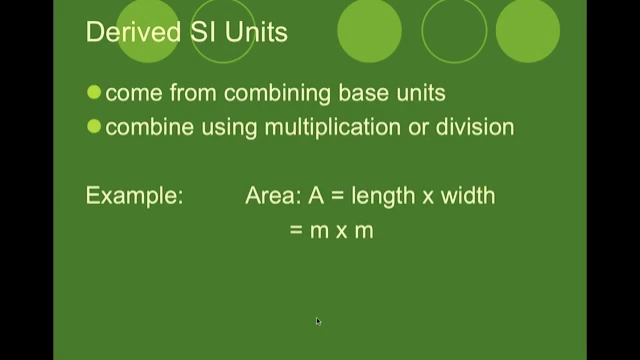 Derived SI Units
come from combining base units
combine using multiplication or division
Example: Area: A = length x width
= m x m